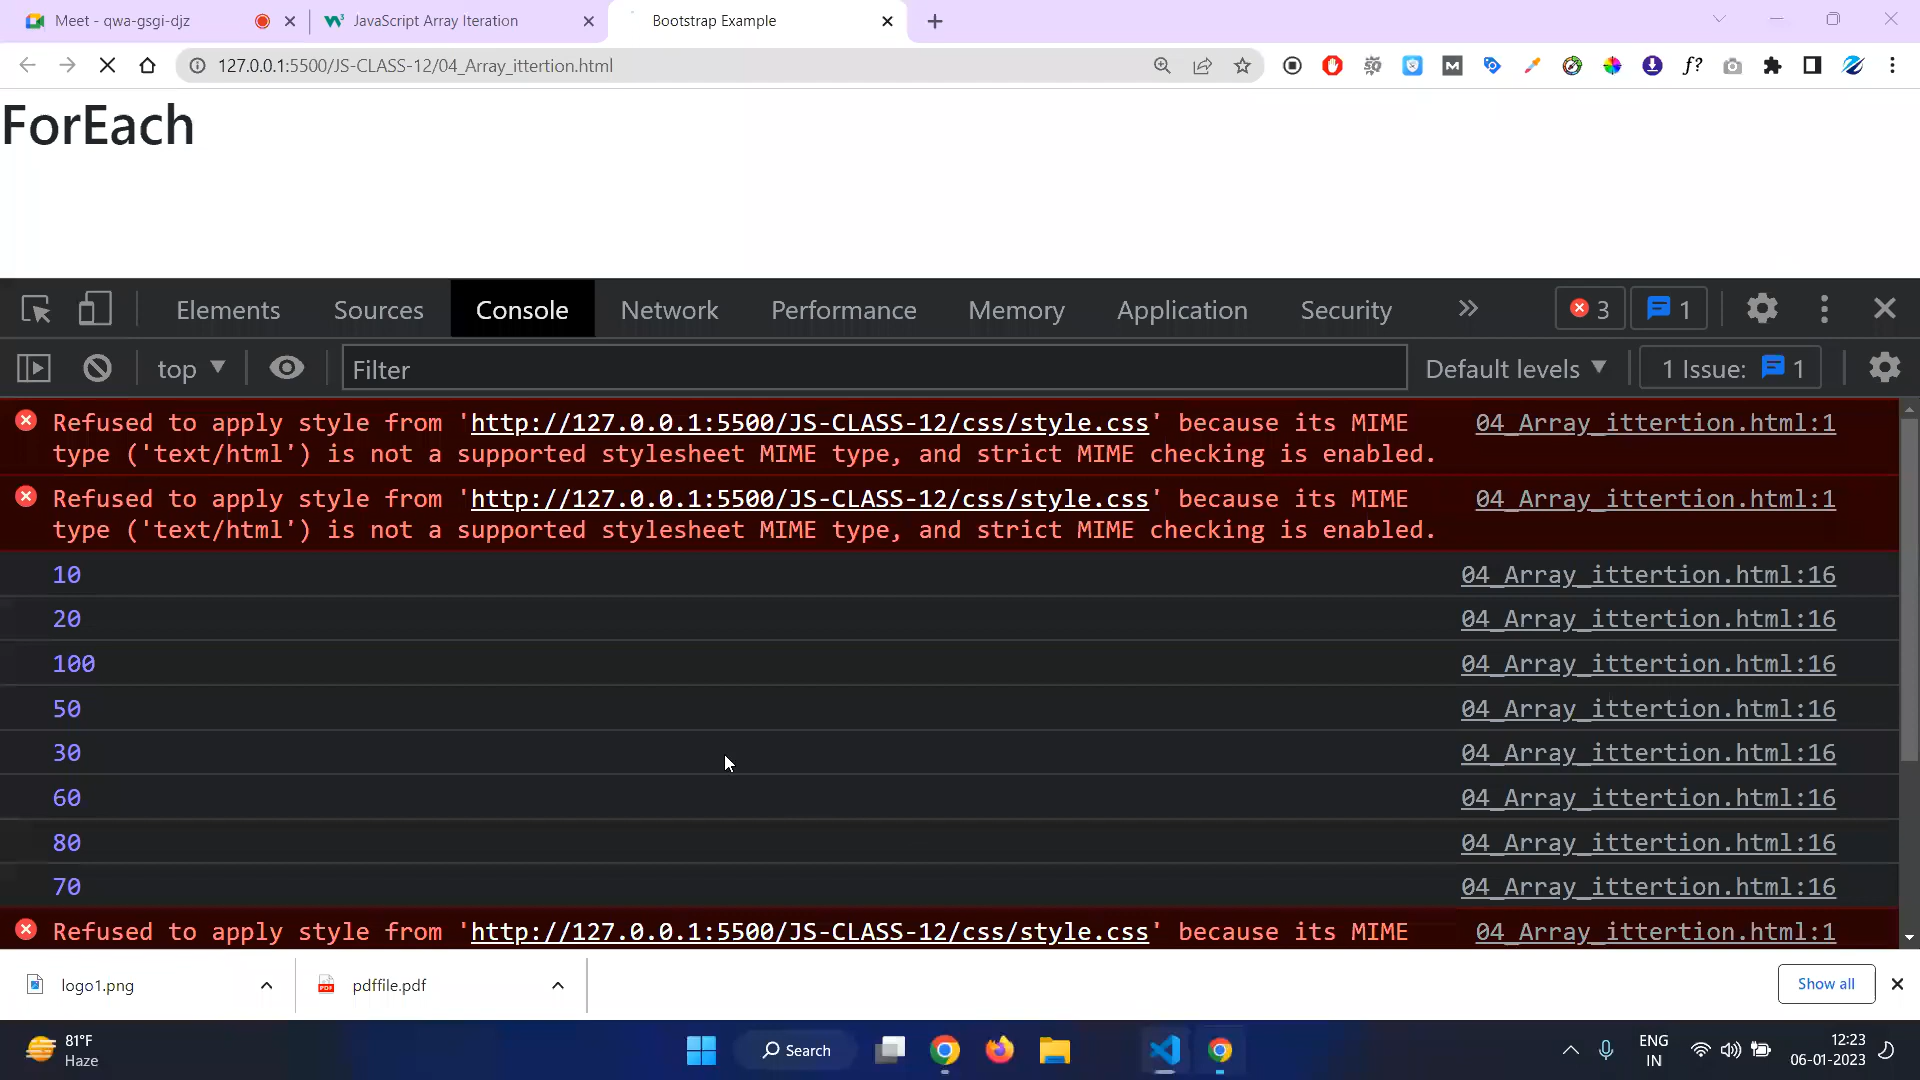 Meet - qwa-gsgi-djz
JavaScript Array Iteration
Bootstrap Example
127.0.0.1:5500/JS-CLASS-12/04_Array_ittertion.html
ForEach
Elements Sources Console Network Performance Memory Application Security » 3 1
top Filter Default levels 1 Issue: 1
Refused to apply style from 'http://127.0.0.1:5500/JS-CLASS-12/css/style.css' because its MIME 04_Array_ittertion.html:1
type ('text/html') is not a supported stylesheet MIME type, and strict MIME checking is enabled.
Refused to apply style from 'http://127.0.0.1:5500/JS-CLASS-12/css/style.css' because its MIME 04_Array_ittertion.html:1
type ('text/html') is not a supported stylesheet MIME type, and strict MIME checking is enabled.
10 04_Array_ittertion.html:16
20 04_Array_ittertion.html:16
100 04_Array_ittertion.html:16
50 04_Array_ittertion.html:16
30 04_Array_ittertion.html:16
60 04_Array_ittertion.html:16
80 04_Array_ittertion.html:16
70 04_Array_ittertion.html:16
Refused to apply style from 'http://127.0.0.1:5500/JS-CLASS-12/css/style.css' because its MIME 04_Array_ittertion.html:1
logo1.png
pdffile.pdf
Show all
81°F
Haze
Search
ENG
IN
12:23
06-01-2023